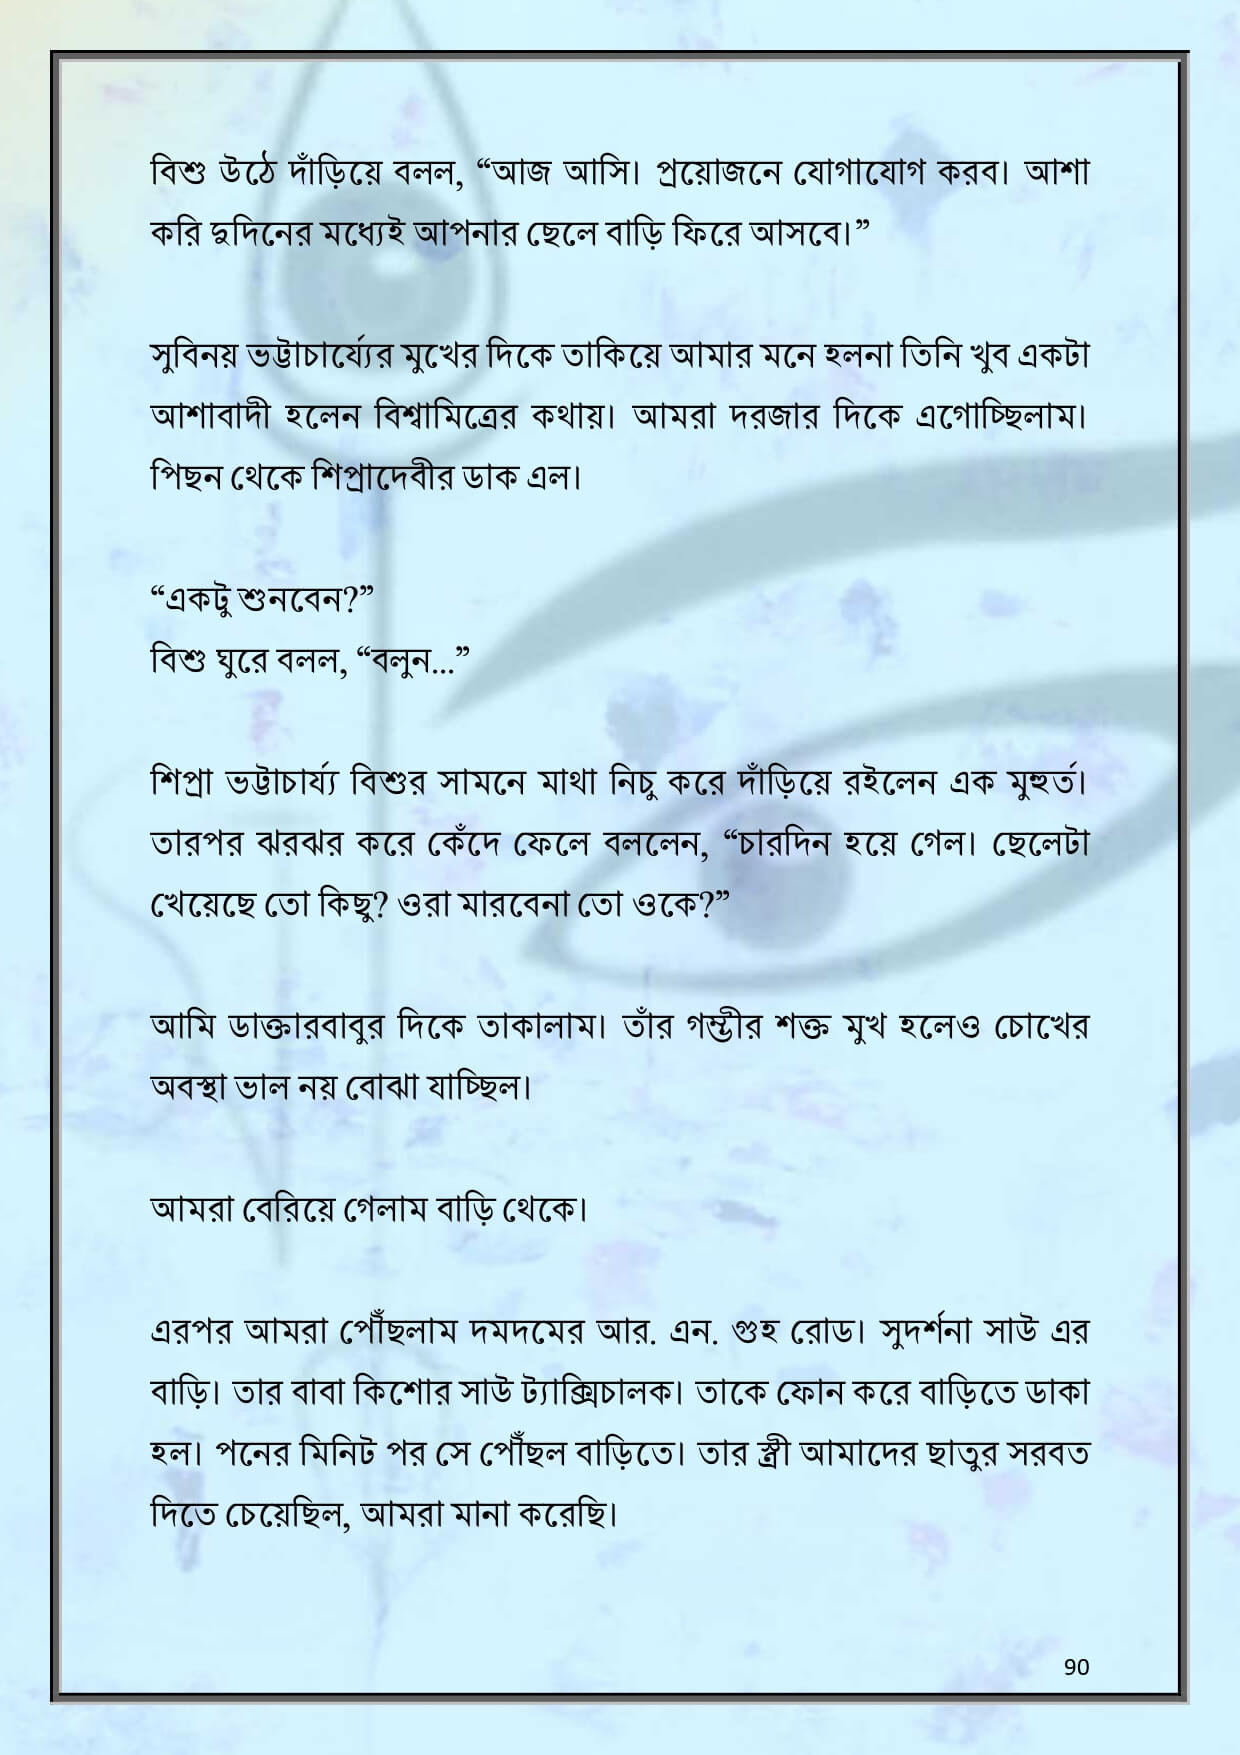 বিশু উঠে দাঁড়িয়ে বলল, “আজ আসি। প্রয়োজনে যোগাযোগ করব। আশা
করি দুদিনের মধ্যেই আপনার ছেলে বাড়ি ফিরে আসবে।”
সুবিনয় ভট্টাচার্য্যের মুখের দিকে তাকিয়ে আমার মনে হলনা তিনি খুব একটা
আশাবাদী হলেন বিশ্বামিত্রের কথায়। আমরা দরজার দিকে এগোচ্ছিলাম।
পিছন থেকে শিপ্রাদেবীর ডাক এল।
“একটু শুনবেন?”
বিশু ঘুরে বলল, “বলুন...”
শিপ্রা ভট্টাচার্য্য বিশুর সামনে মাথা নিচু করে দাঁড়িয়ে রইলেন এক মুহুর্ত।
তারপর ঝরঝর করে কেঁদে ফেলে বললেন, “চারদিন হয়ে গেল। ছেলেটা
খেয়েছে তো কিছু? ওরা মারবেনা তো ওকে?”
আমি ডাক্তারবাবুর দিকে তাকালাম। তাঁর গম্ভীর শক্ত মুখ হলেও চোখের
অবস্থা ভাল নয় বোঝা যাচ্ছিল।
আমরা বেরিয়ে গেলাম বাড়ি থেকে।
এরপর আমরা পৌঁছলাম দমদমের আর. এন. গুহ রোড। সুদর্শনা সাউ এর
বাড়ি। তার বাবা কিশোর সাউ ট্যাক্সিচালক। তাকে ফোন করে বাড়িতে ডাকা
হল। পনের মিনিট পর সে পৌঁছল বাড়িতে। তার স্ত্রী আমাদের ছাতুর সরবত
দিতে চেয়েছিল, আমরা মানা করেছি।
90